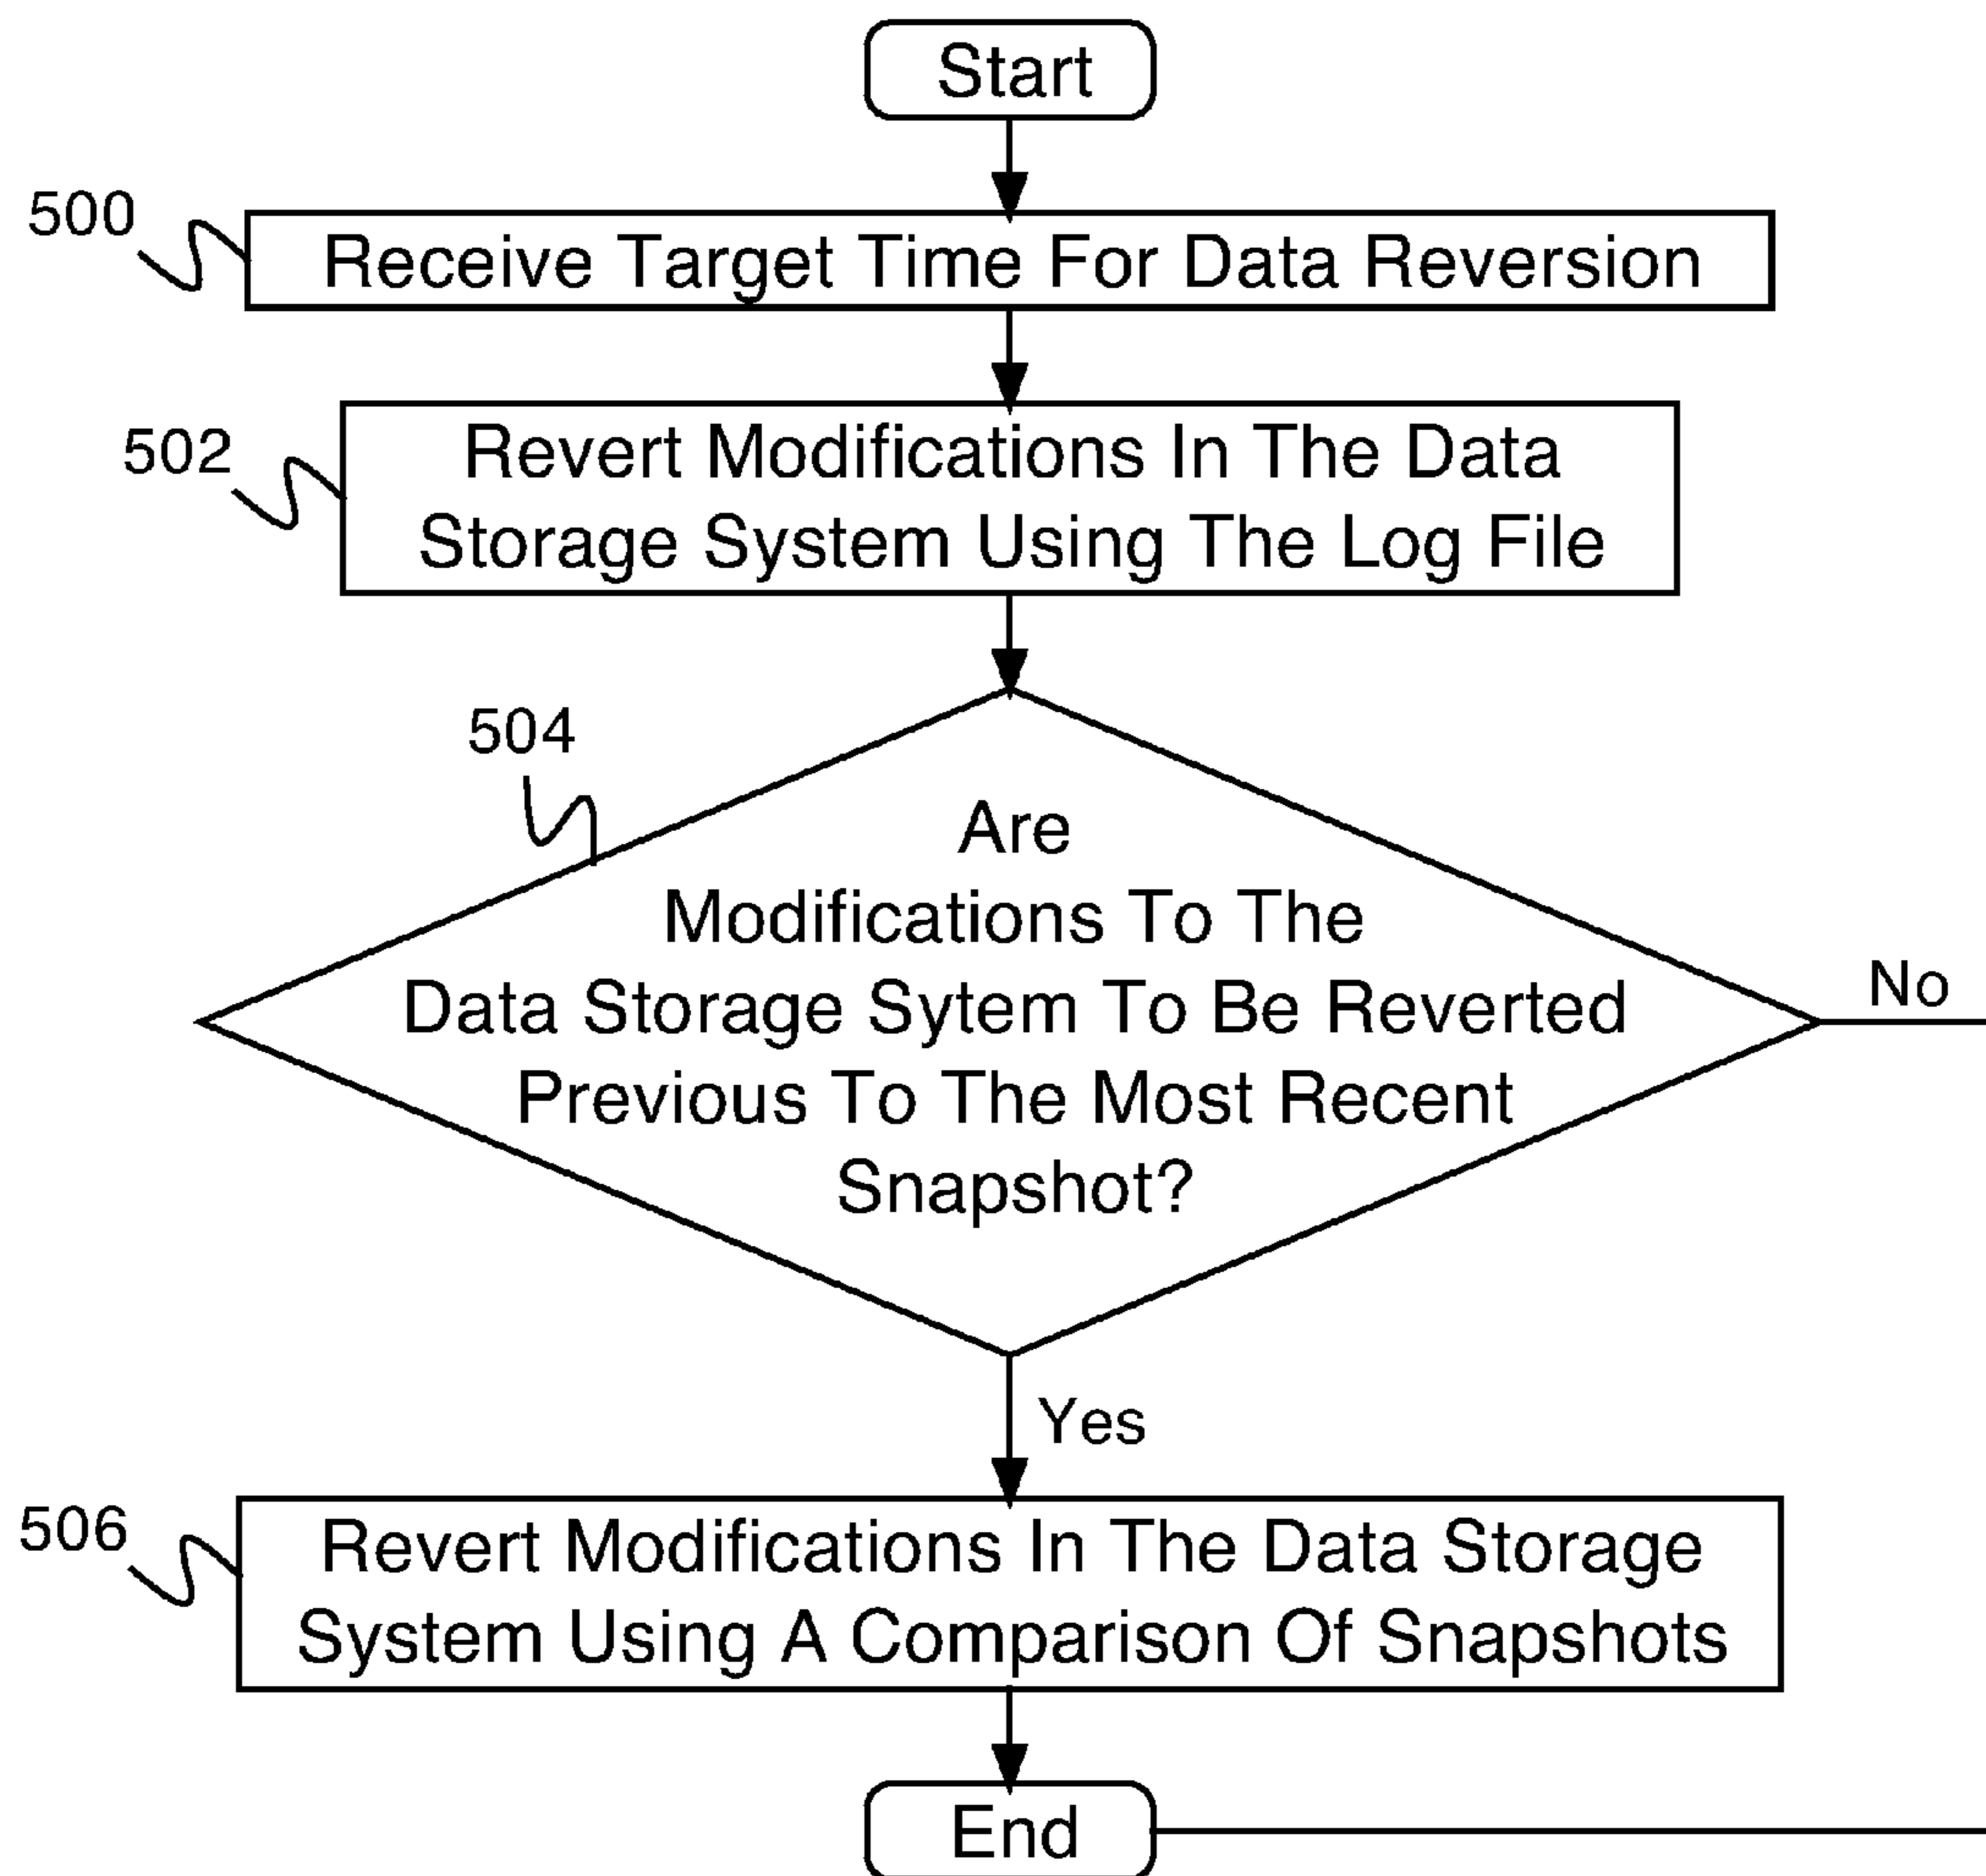 Start
500
Receive Target Time For Data Reversion
502
Revert Modifications In The Data
Storage System Using The Log File
504
Are
Modifications To The
Data Storage Sytem To Be Reverted
Previous To The Most Recent
Snapshot?
No
Yes
506
Revert Modifications In The Data Storage
System Using A Comparison Of Snapshots
End